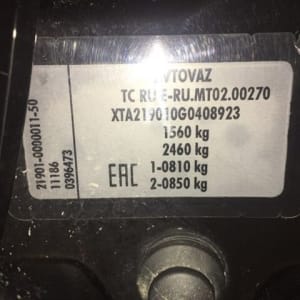 AVTOVAZ
TC RU E-RU.MT02.00270
XTA219010G0408923
1560 kg
2460 kg
1-0810 kg
2-0850 kg
EAC
21901-0000011-50
11186
0396473